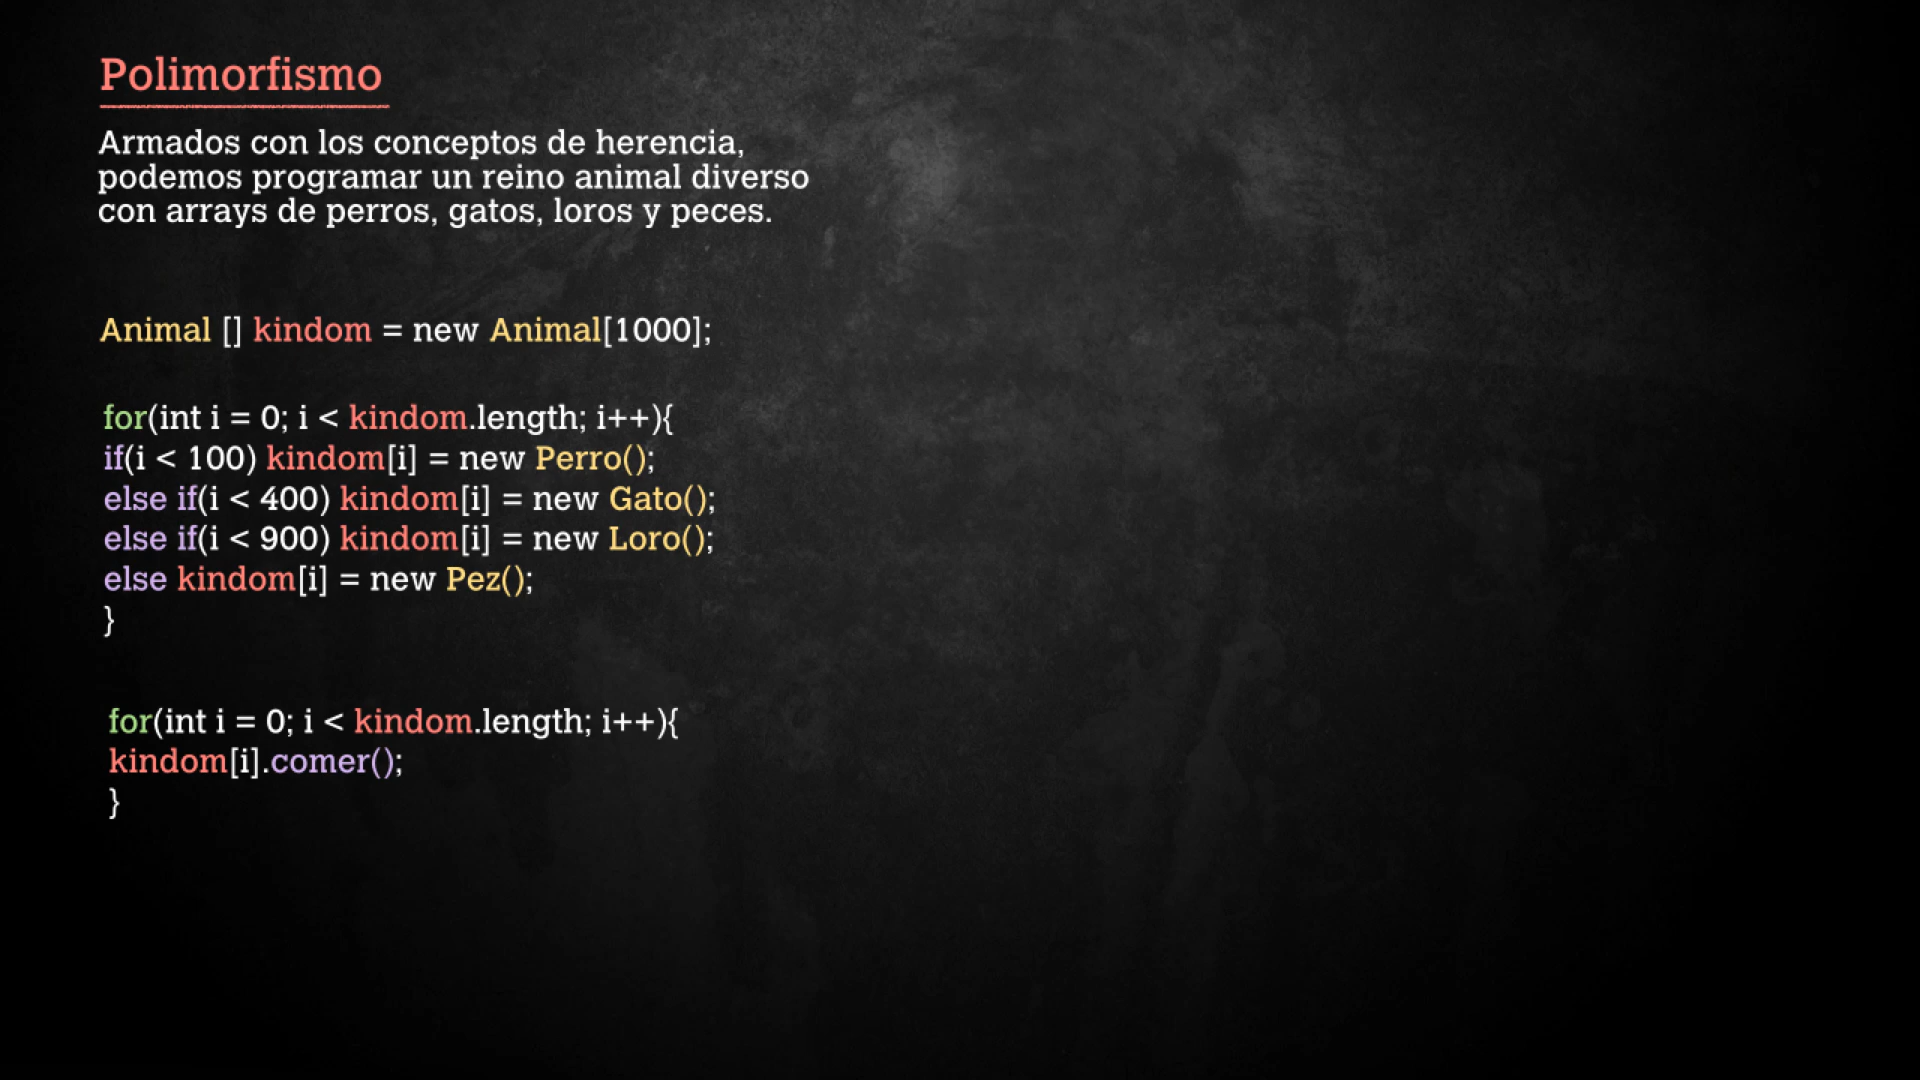 Polimorfismo
Armados con los conceptos de herencia,
podemos programar un reino animal diverso
con arrays de perros, gatos, loros y peces.
Animal [] kindom = new Animal[1000];
for(int i = 0; i < kindom.length; i++){
if(i < 100) kindom[i] = new Perro();
else if(i < 400) kindom[i] = new Gato();
else if(i < 900) kindom[i] = new Loro();
else kindom[i] = new Pez();
}
for(int i = 0; i < kindom.length; i++){
kindom[i].comer();
}